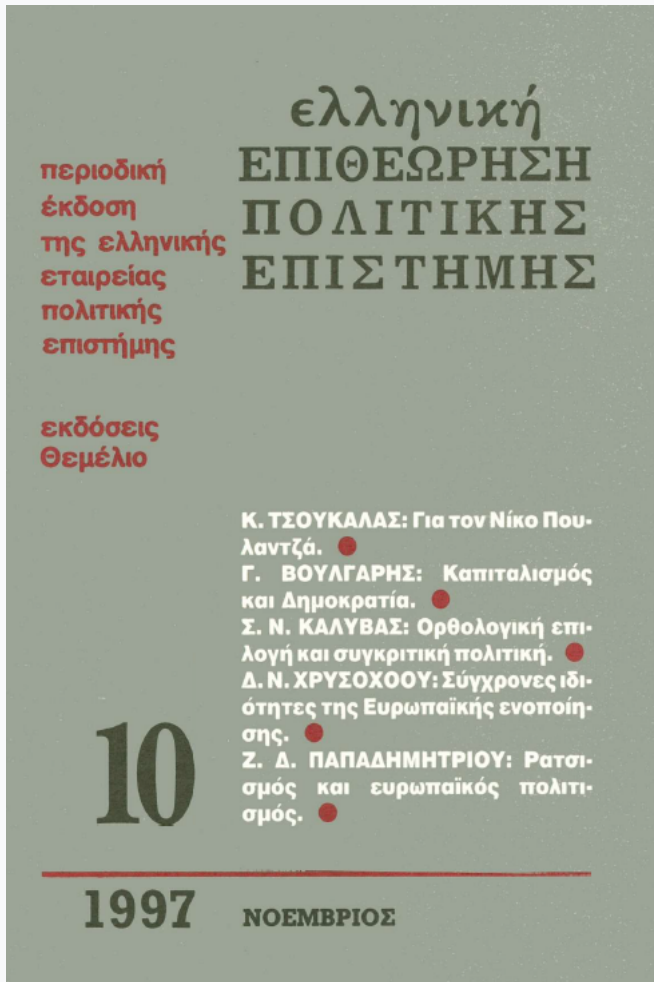 ελληνική
ΕΠΙΘΕΩΡΗΣΗ
ΠΟΛΙΤΙΚΗΣ
ΕΠΙΣΤΗΜΗΣ
περιοδική
έκδοση
της ελληνικής
εταιρείας
πολιτικής
επιστήμης
εκδόσεις
Θεμέλιο
Κ. ΤΣΟΥΚΑΛΑΣ: Για τον Νίκο Που-
λαντζά.
Γ. ΒΟΥΛΓΑΡΗΣ: Καπιταλισμός
και Δημοκρατία.
Σ. Ν. ΚΑΛΥΒΑΣ: Ορθολογική επι-
λογή και συγκριτική πολιτική.
Δ. Ν. ΧΡΥΣΟΧΟΟΥ: Σύγχρονες ιδι-
ότητες της Ευρωπαϊκής ενοποίη-
σης.
Ζ. Δ. ΠΑΠΑΔΗΜΗΤΡΙΟΥ: Ρατσι-
σμός και ευρωπαϊκός πολιτι-
σμός.
10
1997 ΝΟΕΜΒΡΙΟΣ